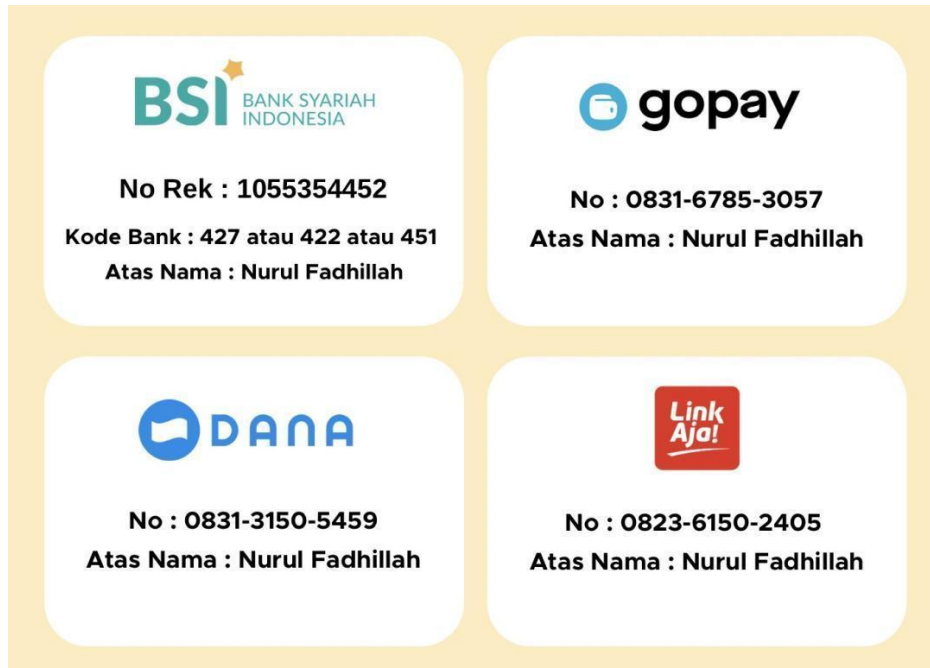 BSI BANK SYARIAH
INDONESIA
No Rek : 1055354452
Kode Bank : 427 atau 422 atau 451
Atas Nama : Nurul Fadhillah
gopay
No : 0831-6785-3057
Atas Nama : Nurul Fadhillah
DANA
No : 0831-3150-5459
Atas Nama : Nurul Fadhillah
Link
Aja!
No : 0823-6150-2405
Atas Nama : Nurul Fadhillah